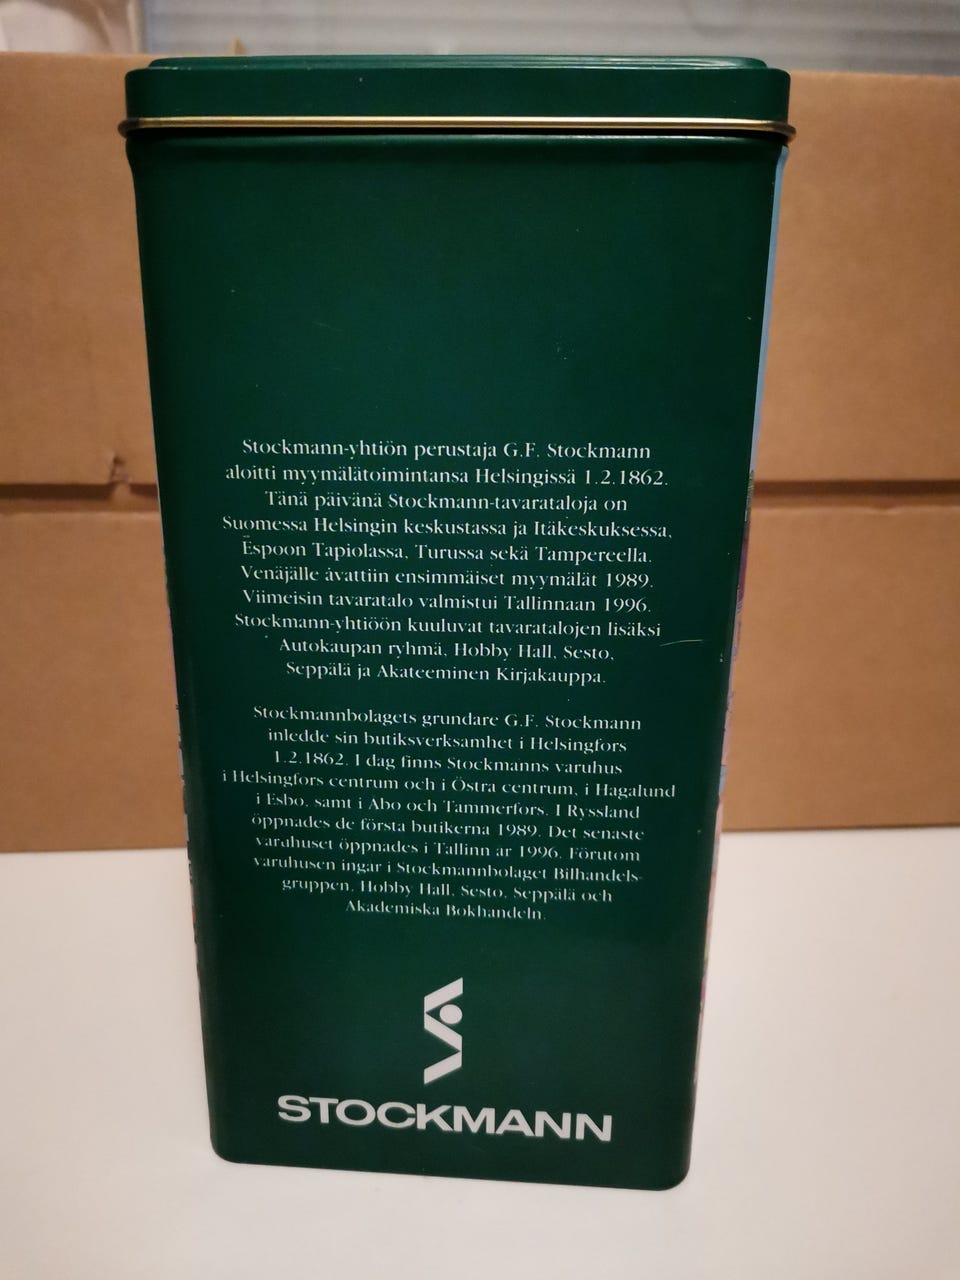 Stockmann-yhtiön perustaja G.F. Stockmann
aloitti myymälätoimintansa Helsingissä 1.2.1862.
Tänä päivänä Stockmann-tavarataloja on
Suomessa Helsingin keskustassa ja Itäkeskuksessa,
Espoon Tapiolassa, Turussa sekä Tampereella.
Venäjälle avattiin ensimmäiset myymälät 1989.
Viimeisin tavaratalo valmistui Tallinnaan 1996.
Stockmann-yhtiöön kuuluvat tavaratalojen lisäksi
Autokaupan ryhmä, Hobby Hall, Sesto,
Seppälä ja Akateeminen Kirjakauppa.
Stockmannbolagets grundare G.F. Stockmann
inledde sin butiksverksamhet i Helsingfors
1.2.1862. I dag finns Stockmanns varuhus
i Helsingfors centrum och i Östra centrum, i Hagalund
i Esbo, samt i Åbo och Tammerfors. I Ryssland
öppnades de första butikerna 1989. Det senaste
varuhuset öppnades i Tallinn år 1996. Förutom
varuhusen ingår i Stockmannbolaget Bilhandels-
gruppen, Hobby Hall, Sesto, Seppälä och
Akademiska Bokhandeln.
STOCKMANN